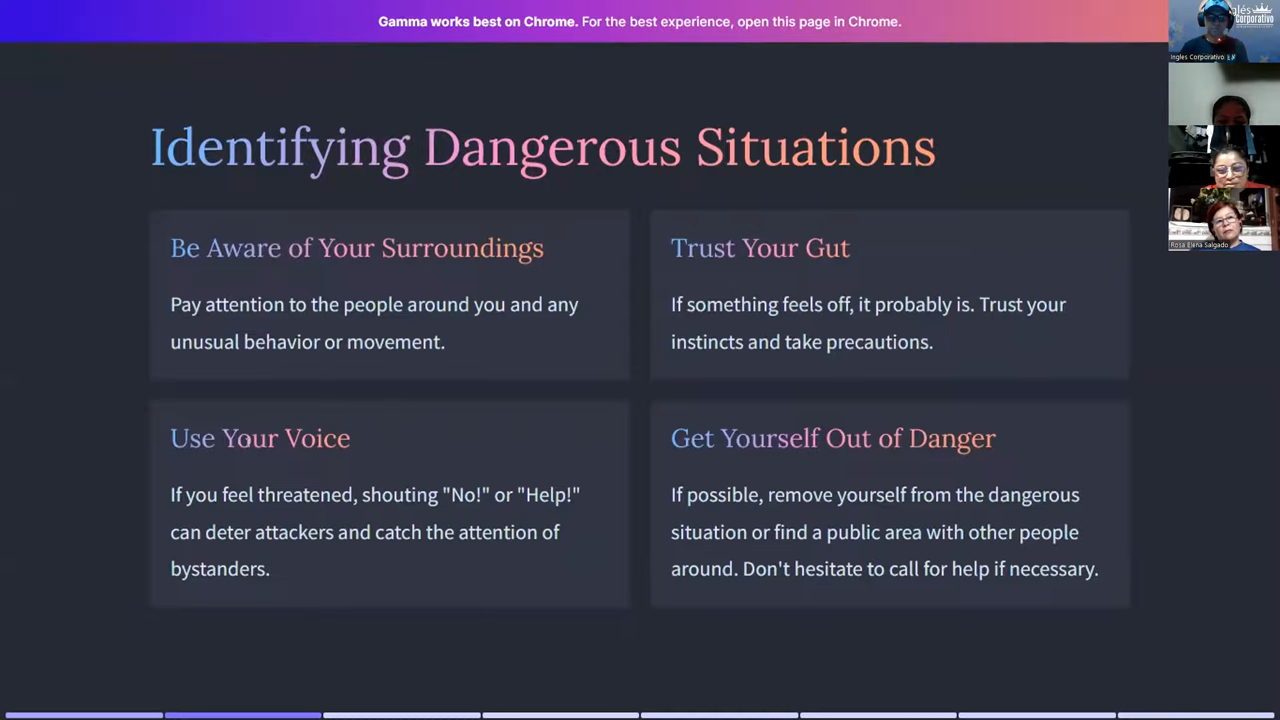 Gamma works best on Chrome. For the best experience, open this page in Chrome.
Identifying Dangerous Situations
Be Aware of Your Surroundings
Pay attention to the people around you and any
unusual behavior or movement.
Trust Your Gut
If something feels off, it probably is. Trust your
instincts and take precautions.
Use Your Voice
If you feel threatened, shouting "No!" or "Help!"
can deter attackers and catch the attention of
bystanders.
Get Yourself Out of Danger
If possible, remove yourself from the dangerous
situation or find a public area with other people
around. Don't hesitate to call for help if necessary.
Corporativo
Ingles Corporativo
Rosa Elena Salgado